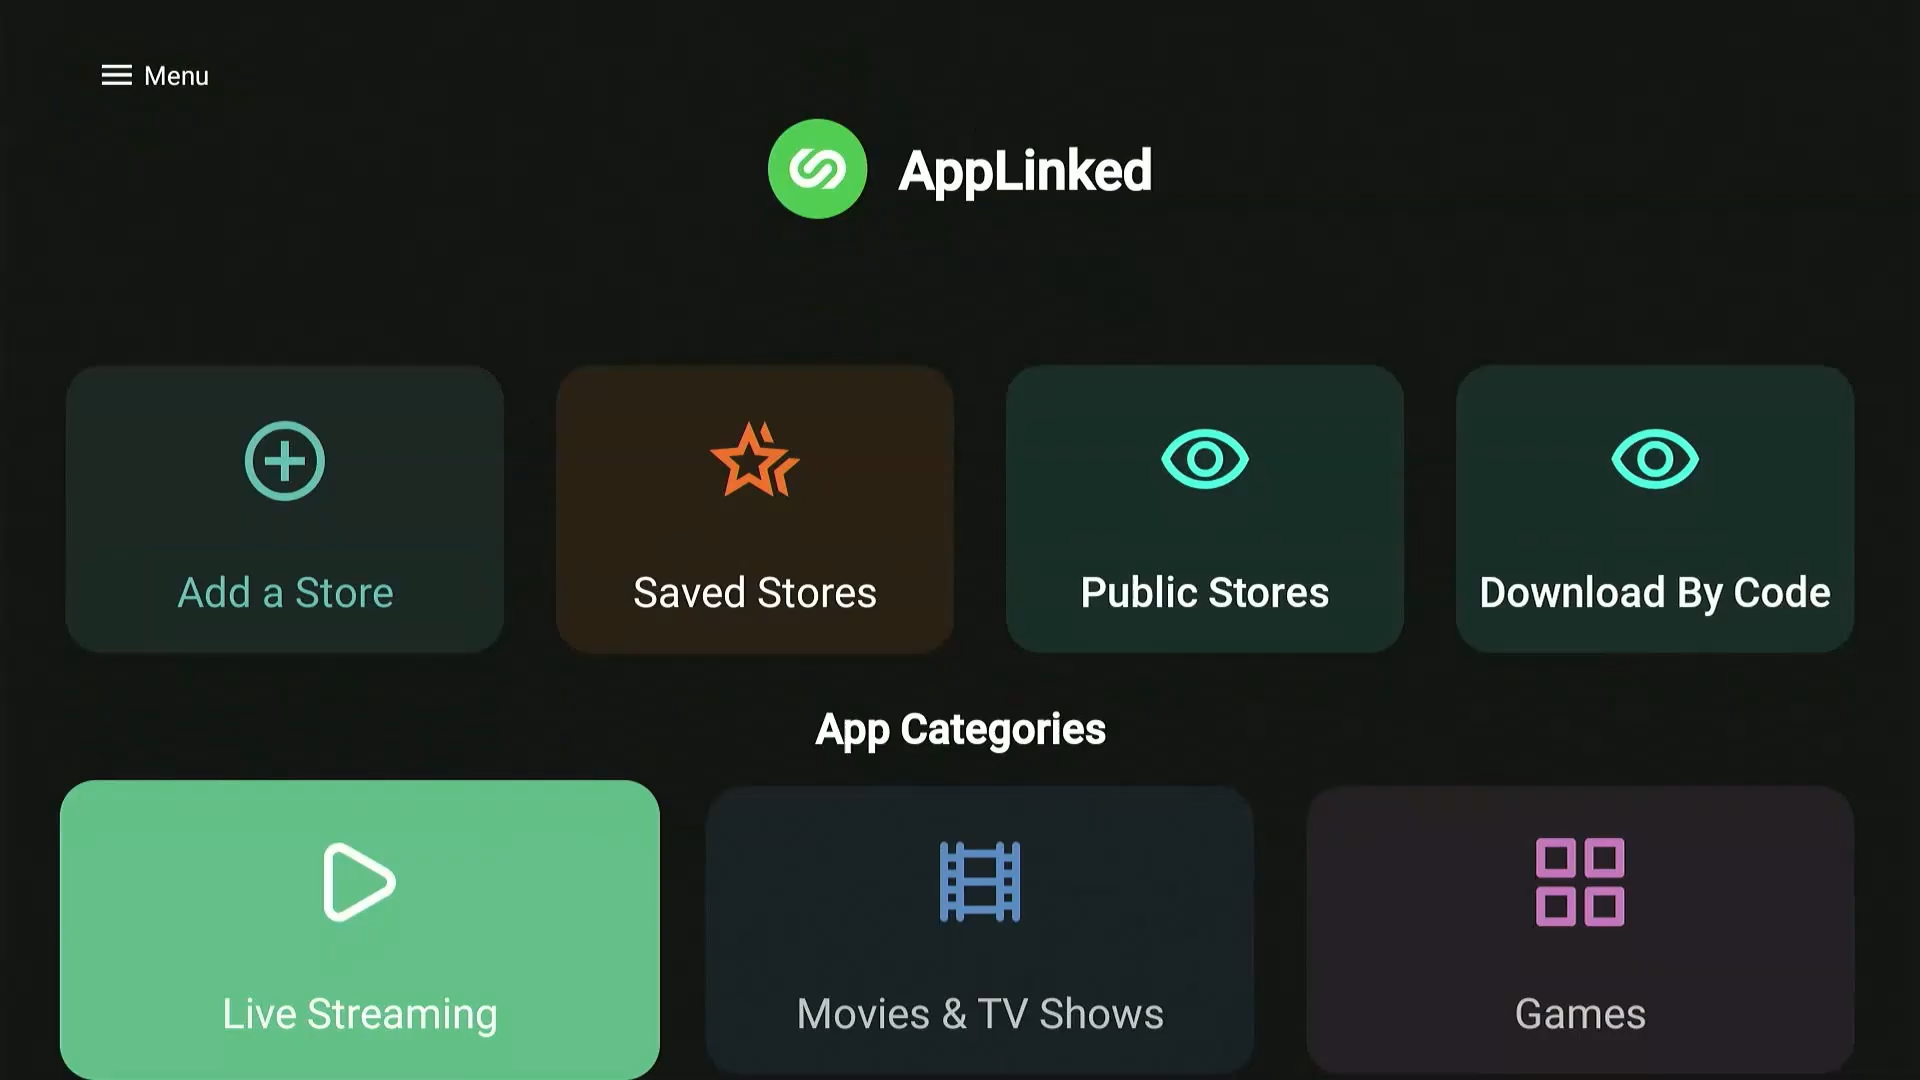 Menu
AppLinked
Add a Store
Saved Stores
Public Stores
Download By Code
App Categories
Live Streaming
Movies & TV Shows
Games